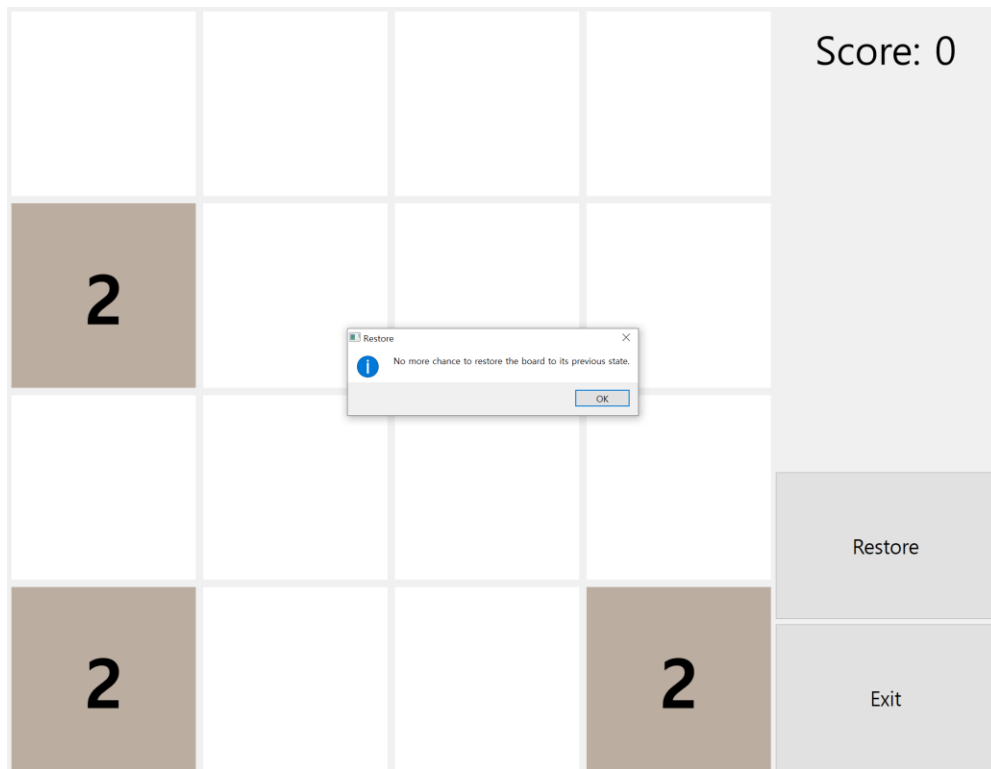 Score: 0
2
Restore
No more chance to restore the board to its previous state.
OK
Restore
2
2
Exit